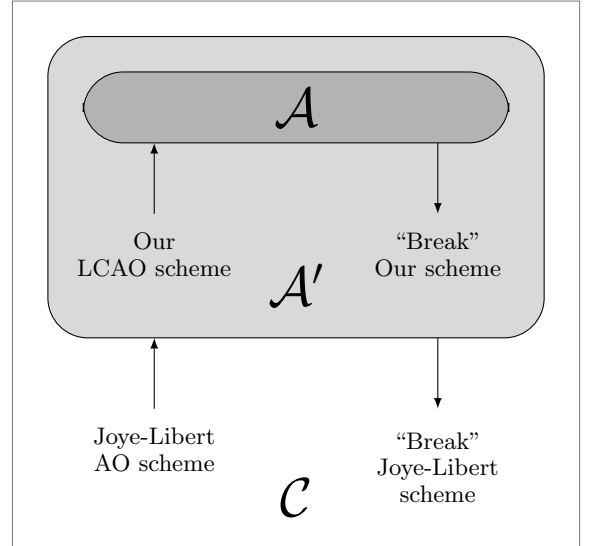 𝒜
Our
LCAO scheme
“Break”
Our scheme
𝒜′
Joye-Libert
AO scheme
“Break”
Joye-Libert
scheme
𝒞